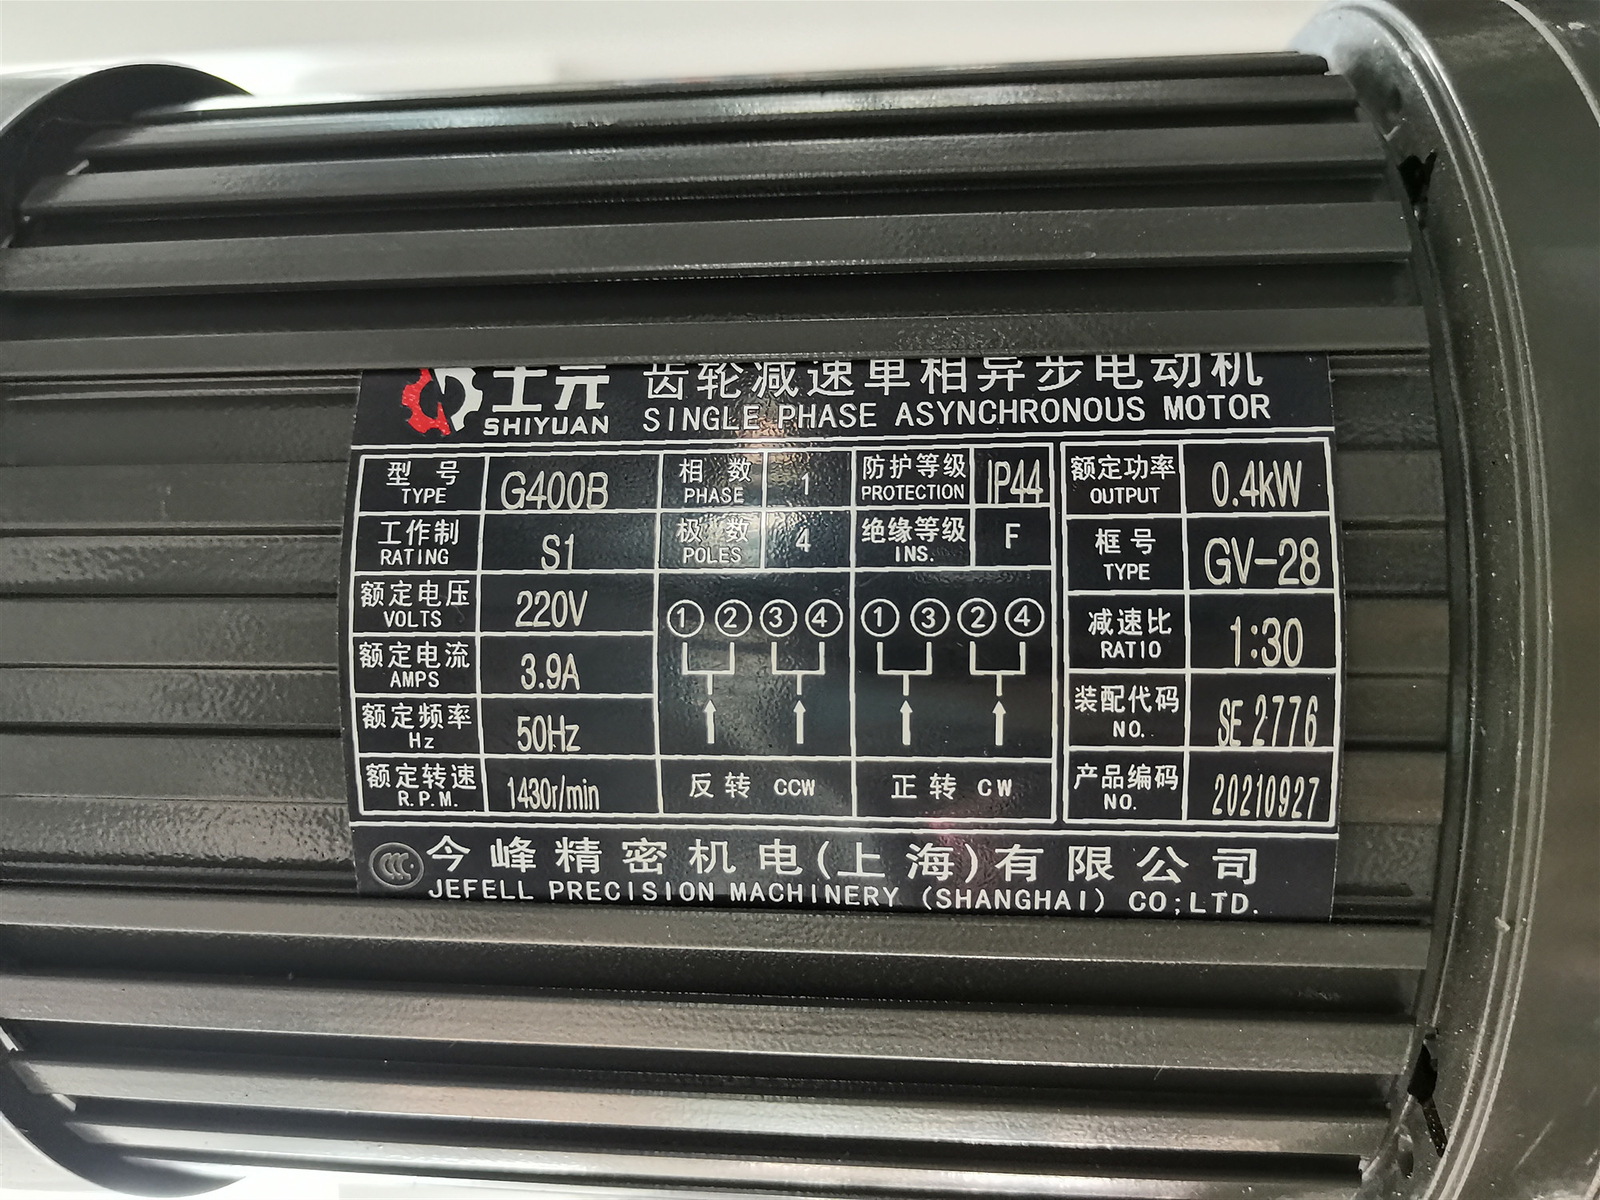 士元 齿轮减速单相异步电动机
SHIYUAN SINGLE PHASE ASYNCHRONOUS MOTOR
型号 TYPE G400B 相数 PHASE 1 防护等级 PROTECTION IP44 额定功率 OUTPUT 0.4kW
工作制 RATING S1 极数 POLES 4 绝缘等级 INS. F 框号 TYPE GV-28
额定电压 VOLTS 220V ① ② ③ ④ ① ③ ② ④ 减速比 RATIO 1:30
额定电流 AMPS 3.9A 装配代码 NO. SE 2776
额定频率 Hz 50Hz
额定转速 R.P.M. 1430r/min 反转 CCW 正转 CW 产品编码 NO. 20210927
CCC 今峰精密机电(上海)有限公司
JEFELL PRECISION MACHINERY (SHANGHAI) CO;LTD.